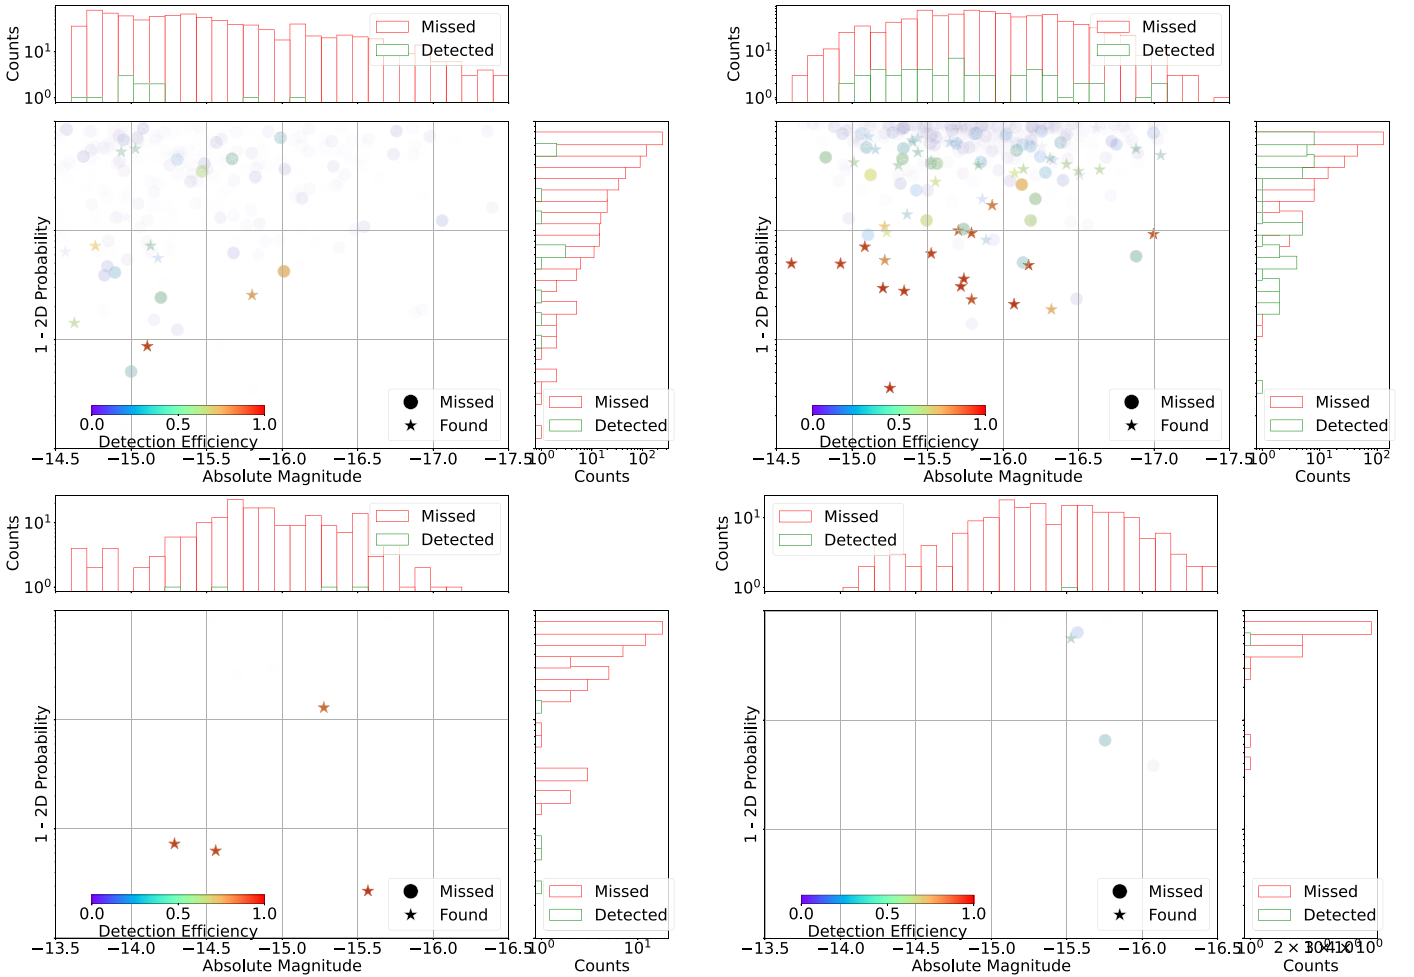 Counts
10¹
10⁰
Missed
Detected
1 - 2D Probability
0.0 0.5 1.0
Detection Efficiency
Missed
Found
−14.5 −15.0 −15.5 −16.0 −16.5 −17.0 −17.5
Absolute Magnitude
Missed
Detected
10⁰ 10¹ 10²
Counts
Counts
10¹
10⁰
Missed
Detected
1 - 2D Probability
0.0 0.5 1.0
Detection Efficiency
Missed
Found
−14.5 −15.0 −15.5 −16.0 −16.5 −17.0 −17.5
Absolute Magnitude
Missed
Detected
10⁰ 10¹ 10²
Counts
Counts
10¹
10⁰
Missed
Detected
1 - 2D Probability
0.0 0.5 1.0
Detection Efficiency
Missed
Found
−13.5 −14.0 −14.5 −15.0 −15.5 −16.0 −16.5
Absolute Magnitude
Missed
Detected
10⁰ 10¹
Counts
Counts
10¹
10⁰
Missed
Detected
1 - 2D Probability
0.0 0.5 1.0
Detection Efficiency
Missed
Found
−13.5 −14.0 −14.5 −15.0 −15.5 −16.0 −16.5
Absolute Magnitude
Missed
Detected
10⁰ 2 × 10⁰ 3 × 10⁰ 4 × 10⁰
Counts